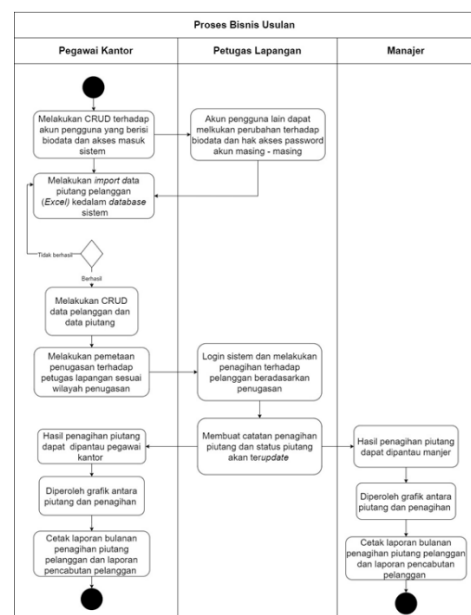 Proses Bisnis Usulan
Pegawai Kantor
Petugas Lapangan
Manajer
Melakukan CRUD terhadap
akun pengguna yang berisi
biodata dan akses masuk
sistem
Akun pengguna lain dapat
melkukan perubahan terhadap
biodata dan hak akses password
akun masing - masing
Melakukan import data
piutang pelanggan
(Excel) kedalam database
sistem
Tidak berhasil
Berhasil
Melakukan CRUD
data pelanggan dan
data piutang
Melakukan pemetaan
penugasan terhadap
petugas lapangan sesuai
wilayah penugasan
Login sistem dan melakukan
penagihan terhadap
pelanggan beradasarkan
penugasan
Hasil penagihan piutang
dapat dipantau pegawai
kantor
Membuat catatan penagihan
piutang dan status piutang
akan terupdate
Hasil penagihan piutang
dapat dipantau manjer
Diperoleh grafik antara
piutang dan penagihan
Diperoleh grafik antara
piutang dan penagihan
Cetak laporan bulanan
penagihan piutang
pelanggan dan laporan
pencabutan pelanggan
Cetak laporan bulanan
penagihan piutang pelanggan
dan laporan pencabutan
pelanggan